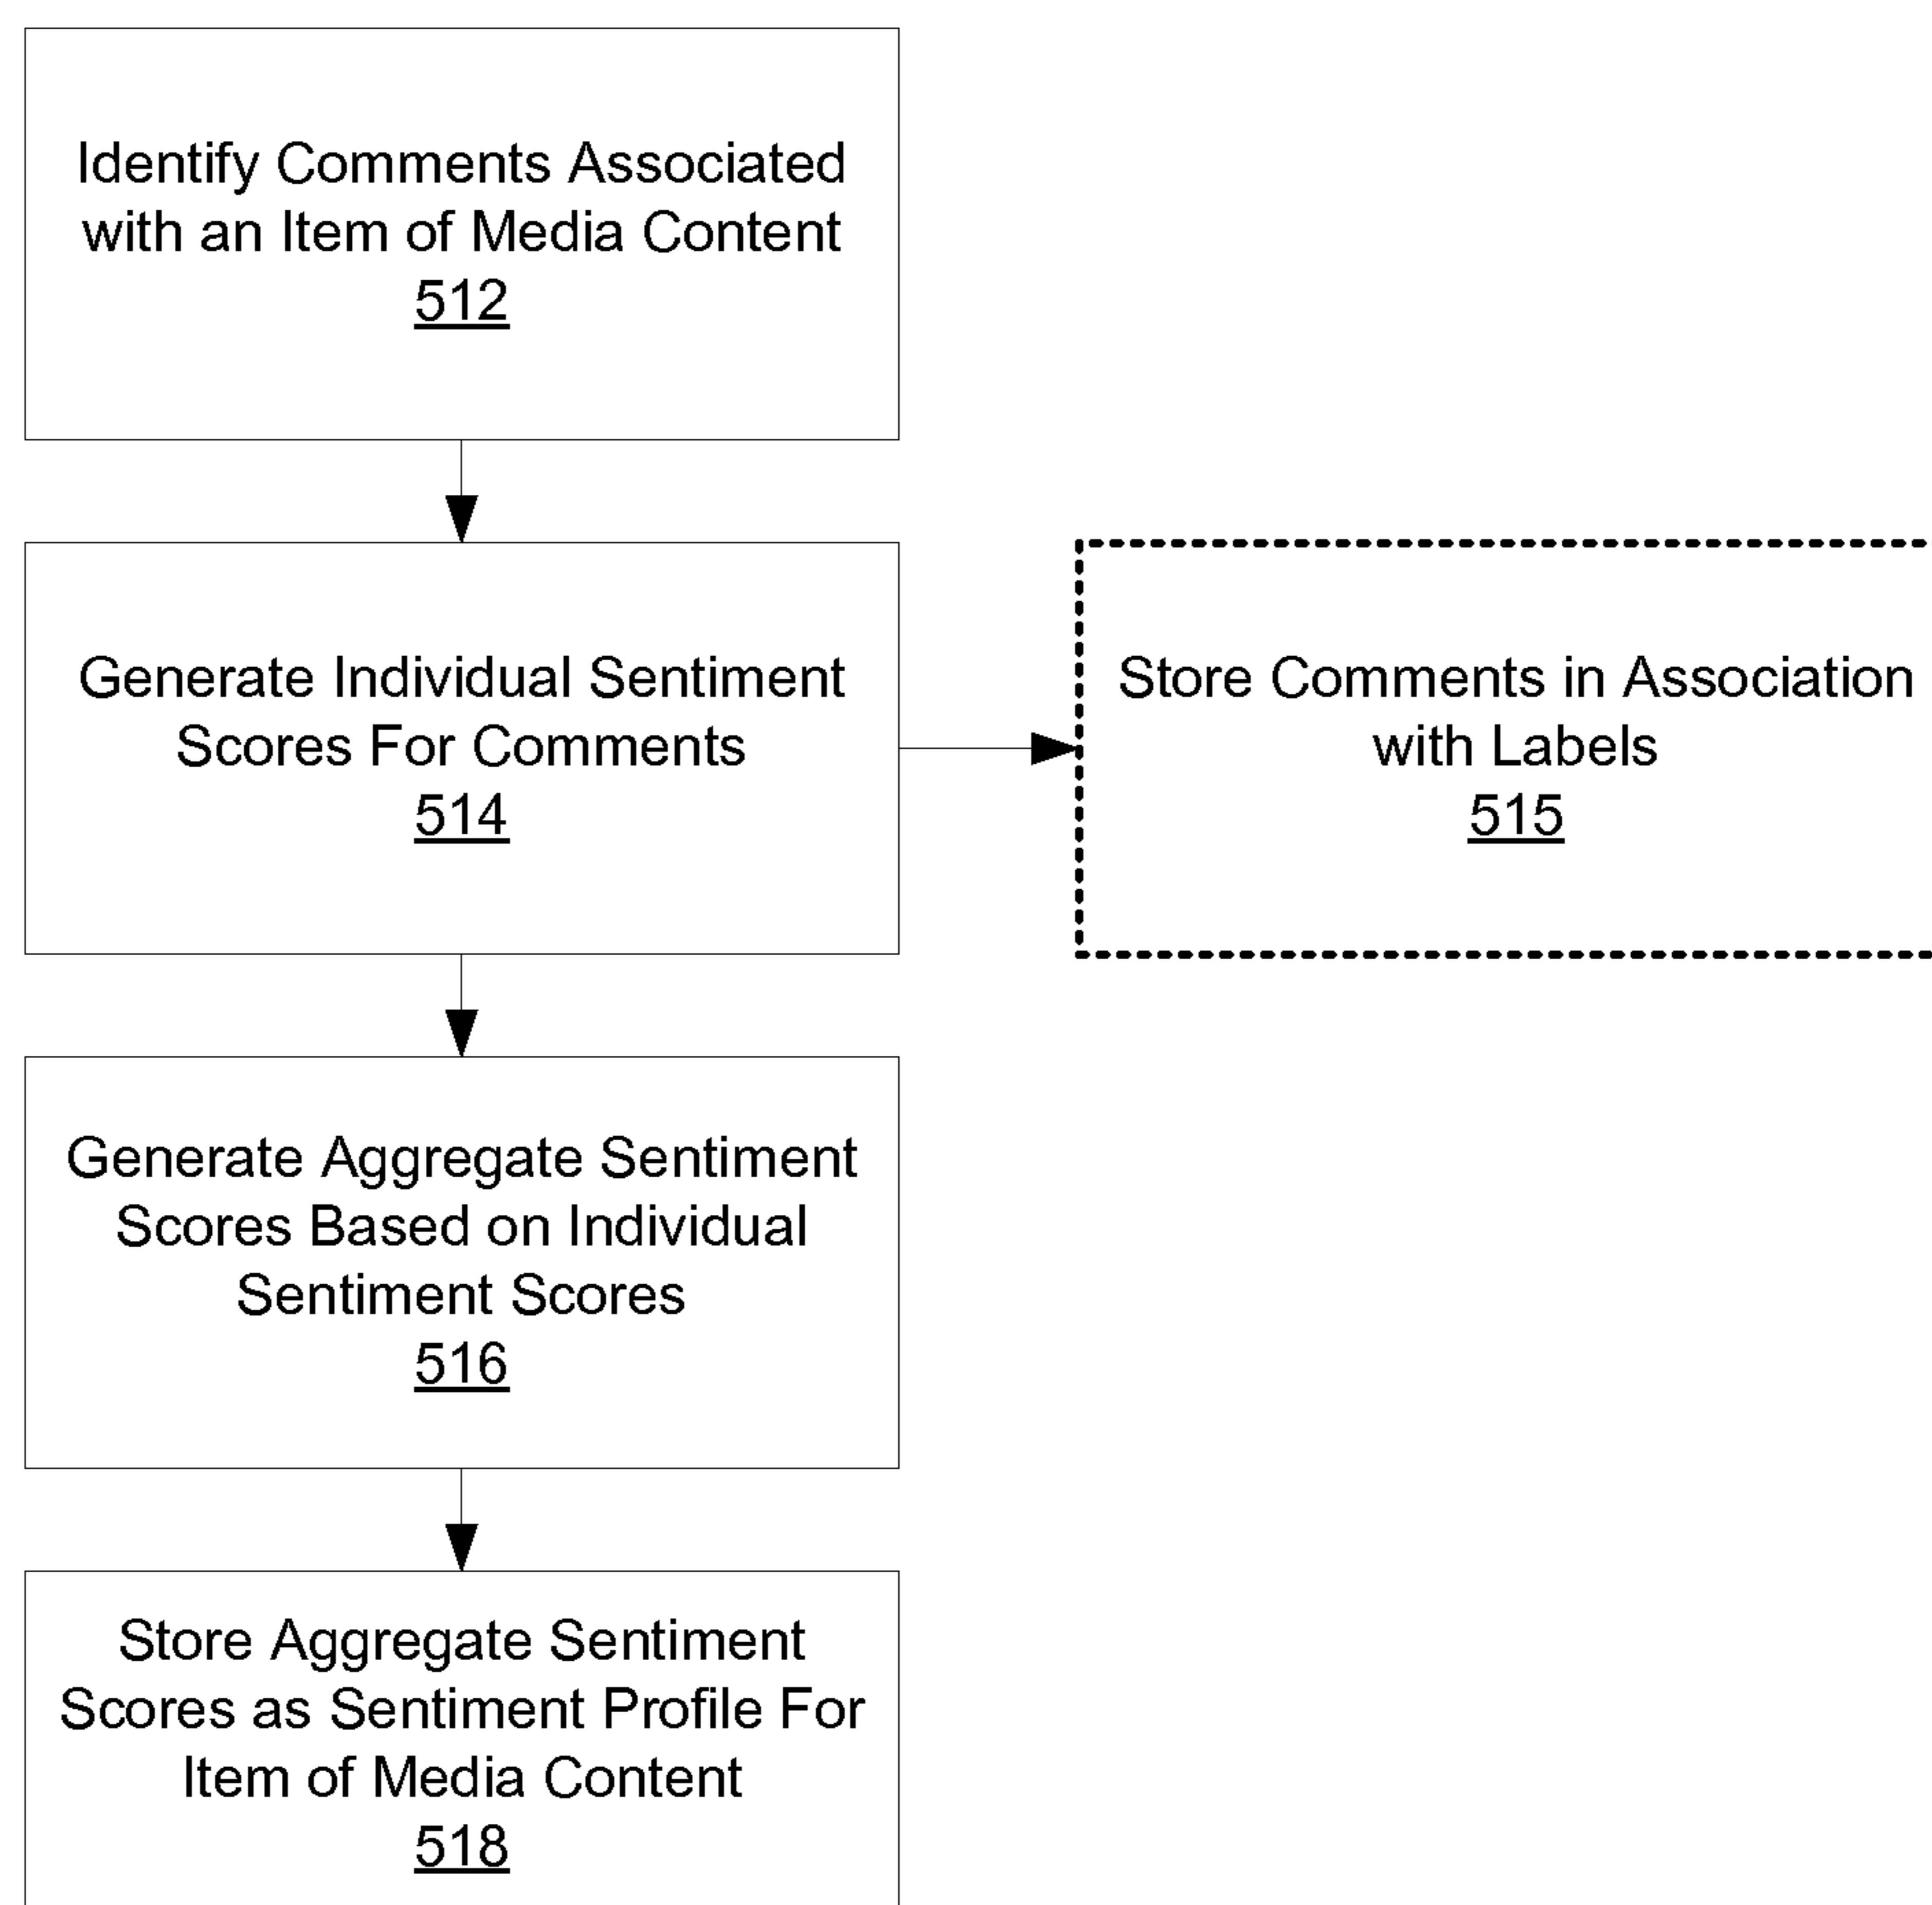 Identify Comments Associated
with an Item of Media Content
512
Generate Individual Sentiment
Scores For Comments
514
Store Comments in Association
with Labels
515
Generate Aggregate Sentiment
Scores Based on Individual
Sentiment Scores
516
Store Aggregate Sentiment
Scores as Sentiment Profile For
Item of Media Content
518